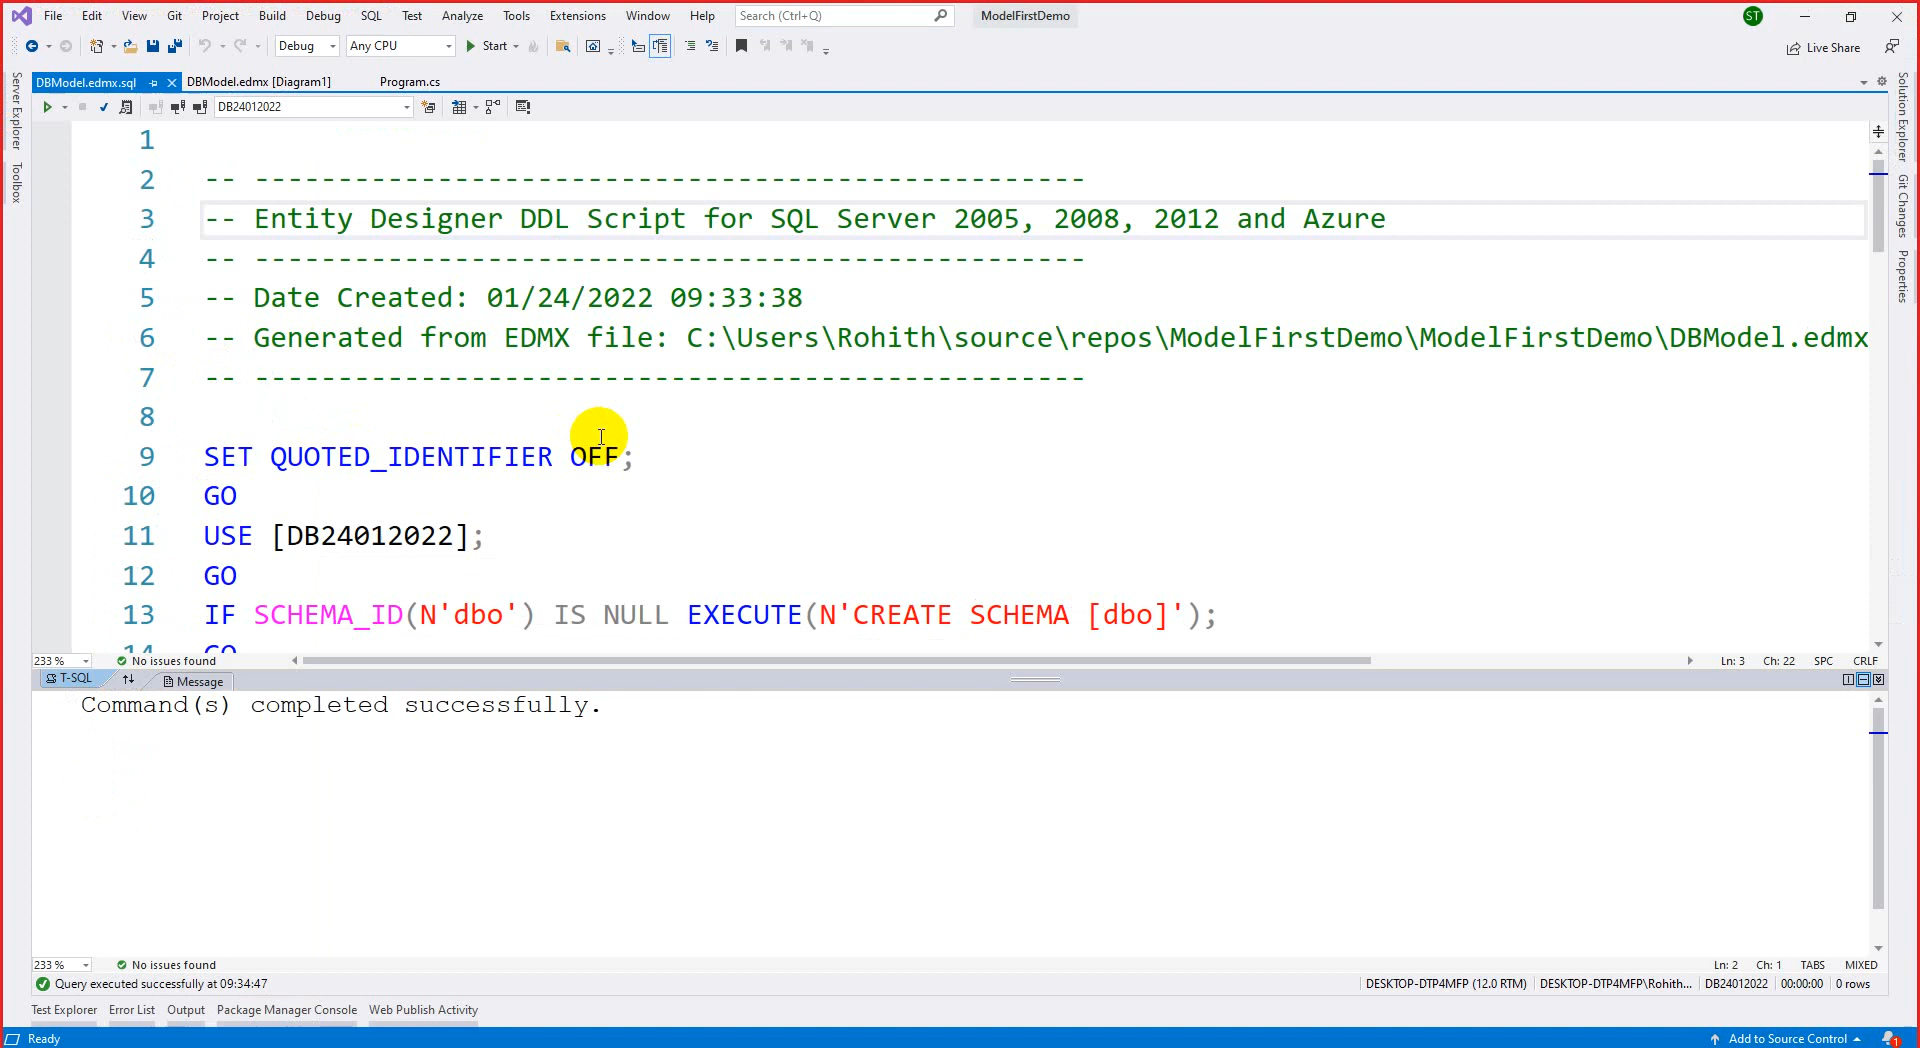 File Edit View Git Project Build Debug SQL Test Analyze Tools Extensions Window Help Search (Ctrl+Q) ModelFirstDemo ST
Debug Any CPU Start Live Share
DBModel.edmx.sql DBModel.edmx [Diagram1] Program.cs
DB24012022
Server Explorer
Toolbox
Solution Explorer
Git Changes
Properties
1
2 -- --------------------------------------------------
3 -- Entity Designer DDL Script for SQL Server 2005, 2008, 2012 and Azure
4 -- --------------------------------------------------
5 -- Date Created: 01/24/2022 09:33:38
6 -- Generated from EDMX file: C:\Users\Rohith\source\repos\ModelFirstDemo\ModelFirstDemo\DBModel.edmx
7 -- --------------------------------------------------
8
9 SET QUOTED_IDENTIFIER OFF;
10 GO
11 USE [DB24012022];
12 GO
13 IF SCHEMA_ID(N'dbo') IS NULL EXECUTE(N'CREATE SCHEMA [dbo]');
14 GO
233 % No issues found Ln: 3 Ch: 22 SPC CRLF
T-SQL Message
Command(s) completed successfully.
233 % No issues found Ln: 2 Ch: 1 TABS MIXED
Query executed successfully at 09:34:47 DESKTOP-DTP4MFP (12.0 RTM) DESKTOP-DTP4MFP\Rohith... DB24012022 00:00:00 0 rows
Test Explorer Error List Output Package Manager Console Web Publish Activity
Ready Add to Source Control 1